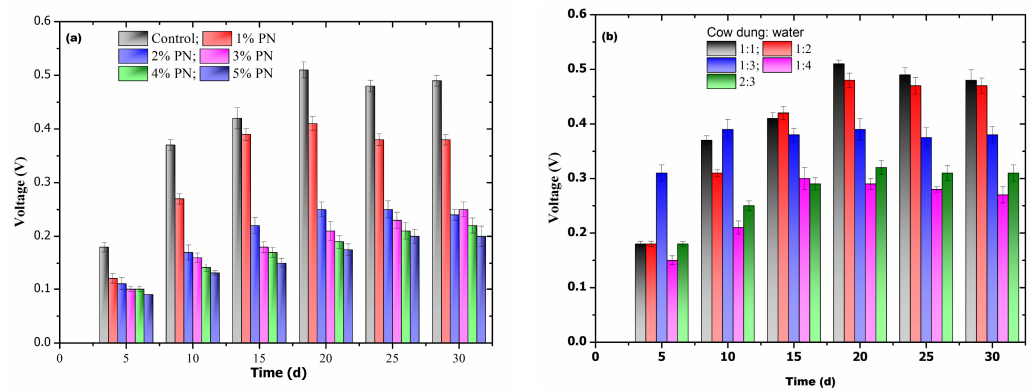 (a)
Control; 1% PN
2% PN; 3% PN
4% PN; 5% PN
Voltage (V)
0.6
0.5
0.4
0.3
0.2
0.1
0.0
0 5 10 15 20 25 30
Time (d)
(b)
Cow dung: water
1:1; 1:2
1:3; 1:4
2:3
Voltage (V)
0.6
0.5
0.4
0.3
0.2
0.1
0.0
0 5 10 15 20 25 30
Time (d)